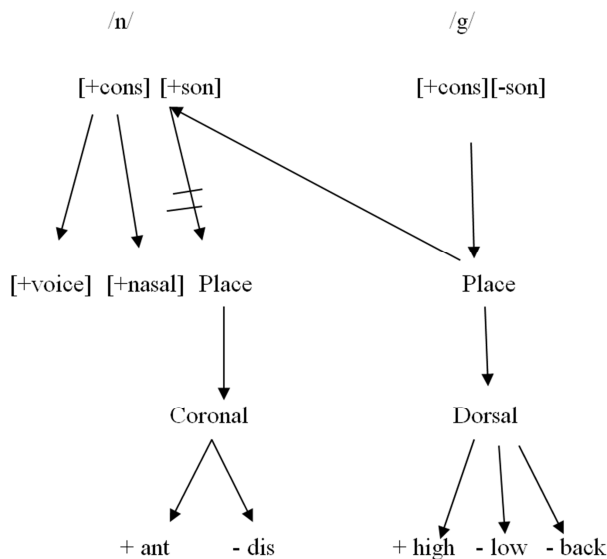 /n/ /g/
[+cons] [+son] [+cons][-son]
[+voice] [+nasal] Place Place
Coronal Dorsal
+ ant - dis + high - low - back